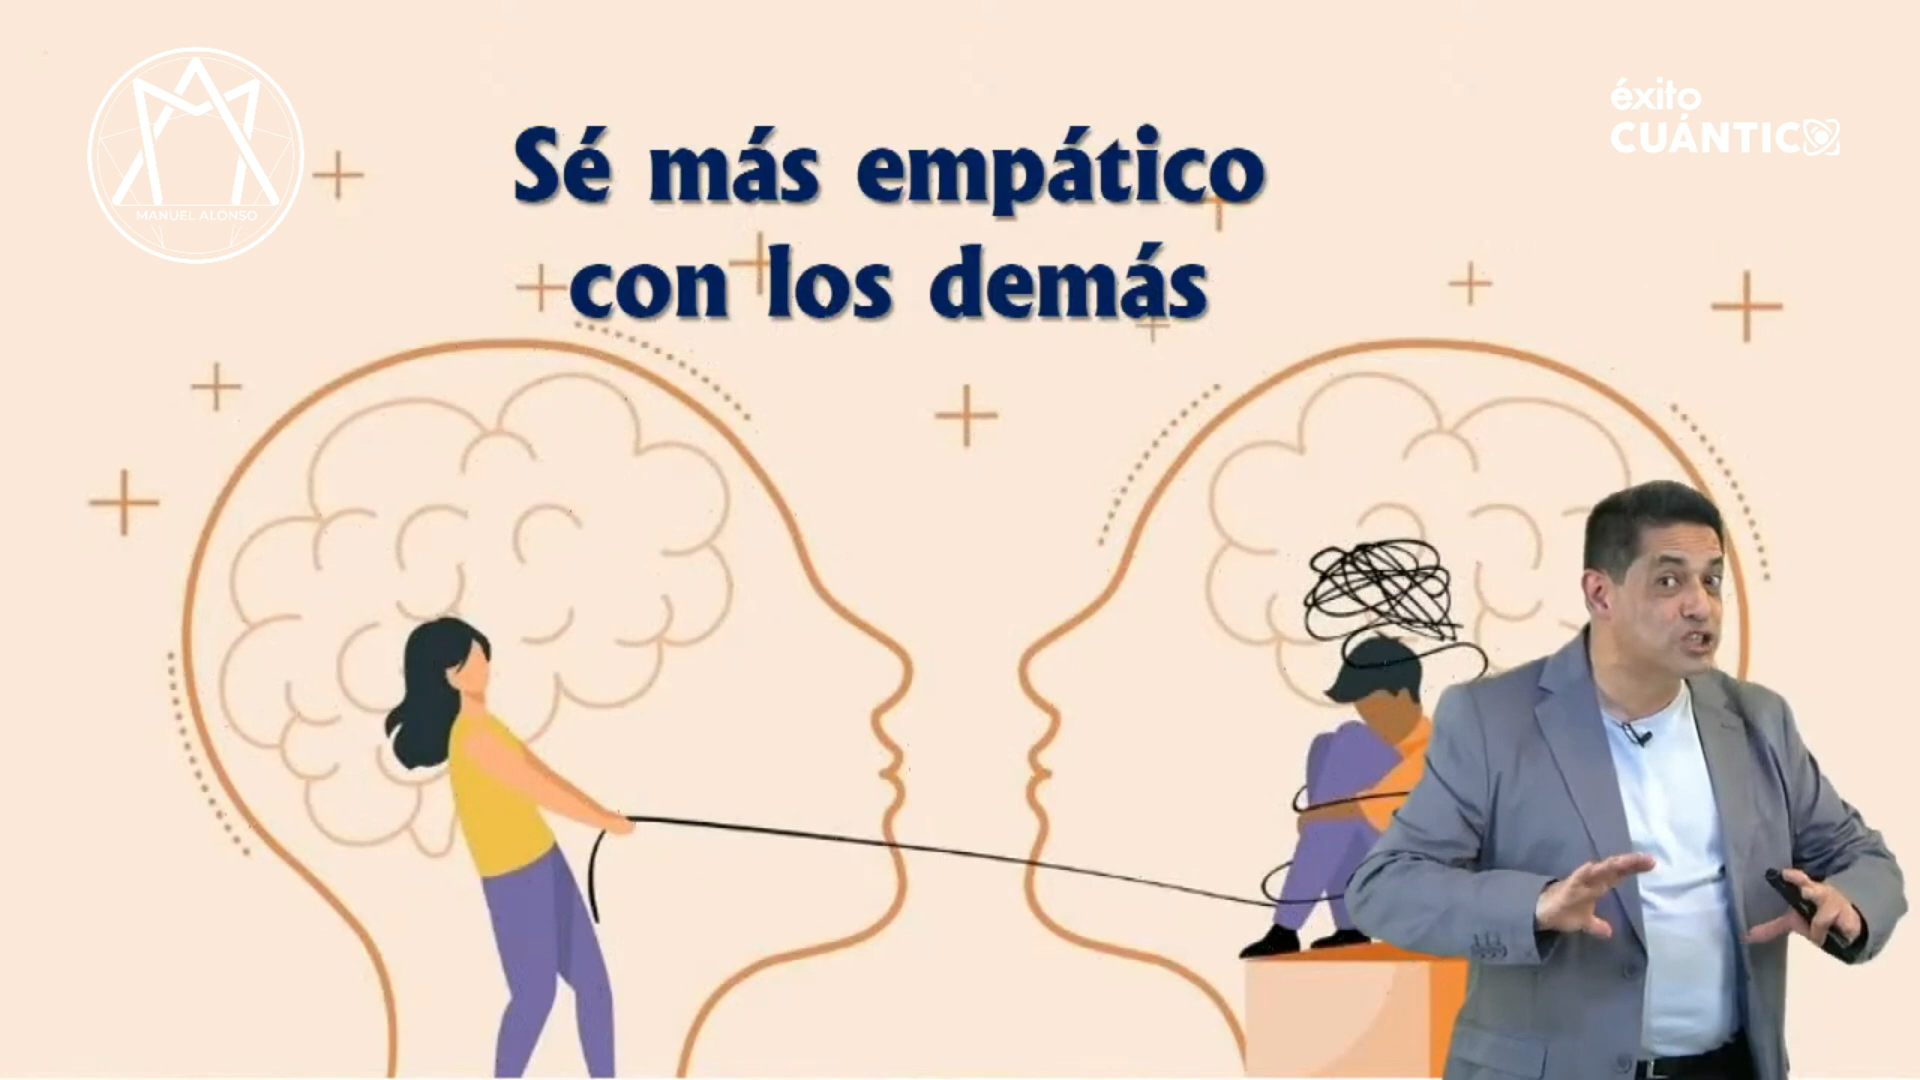 MANUEL ALONSO
éxito
CUÁNTICO
Sé más empático
con los demás